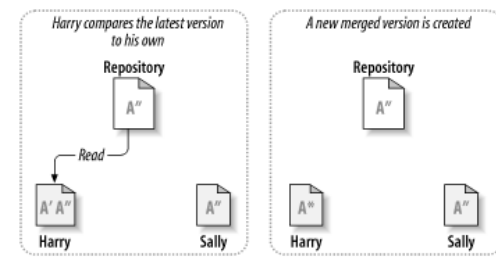 Harry compares the latest version
to his own
Repository
A"
Read
A' A"
A"
Harry
Sally
A new merged version is created
Repository
A"
A*
A"
Harry
Sally